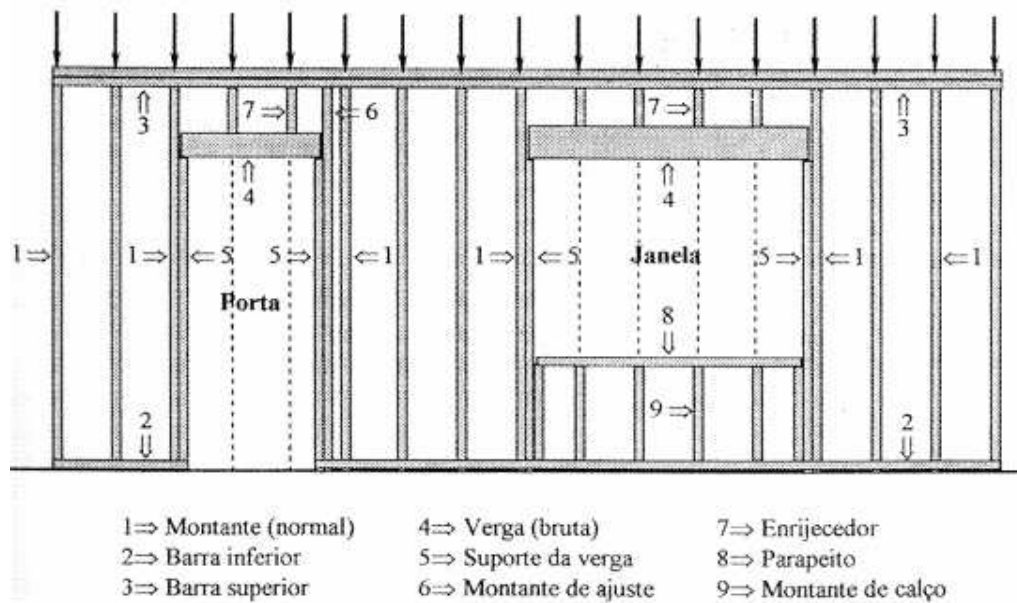 7⇒ ⇐6
3
7⇒
3
4
4
1⇒ 1⇒ ⇐5 5⇒ ⇐1 1⇒ ⇐5 Janela 5⇒ ⇐1 ⇐1
Porta
8
9⇒
2
2
1⇒ Montante (normal) 4⇒ Verga (bruta) 7⇒ Enrijecedor
2⇒ Barra inferior 5⇒ Suporte da verga 8⇒ Parapeito
3⇒ Barra superior 6⇒ Montante de ajuste 9⇒ Montante de calço